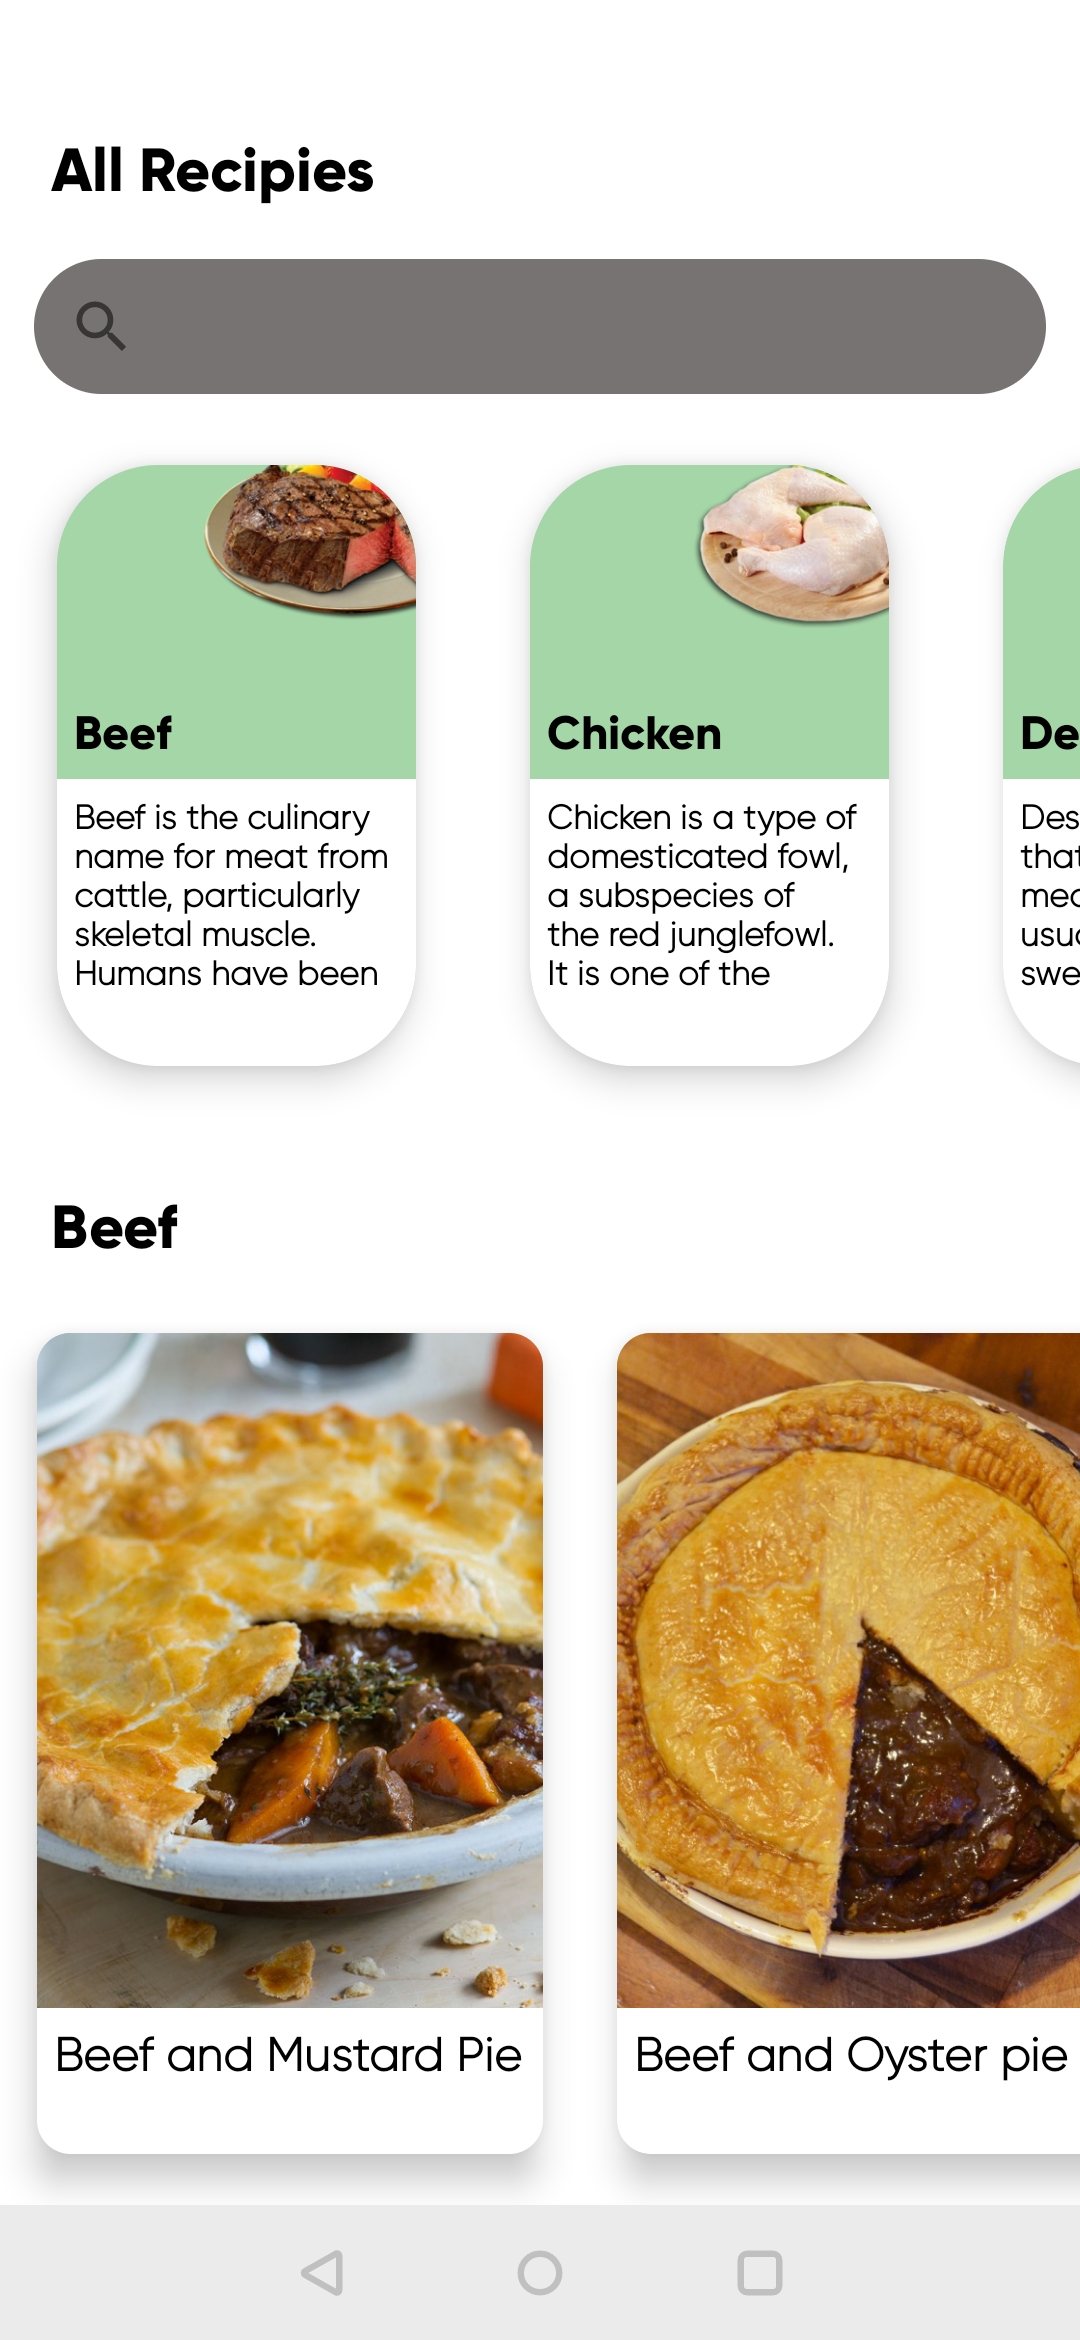 All Recipies
Beef
Beef is the culinary
name for meat from
cattle, particularly
skeletal muscle.
Humans have been
Chicken
Chicken is a type of
domesticated fowl,
a subspecies of
the red junglefowl.
It is one of the
De
Des
that
swe
Beef
Beef and Mustard Pie
Beef and Oyster pie